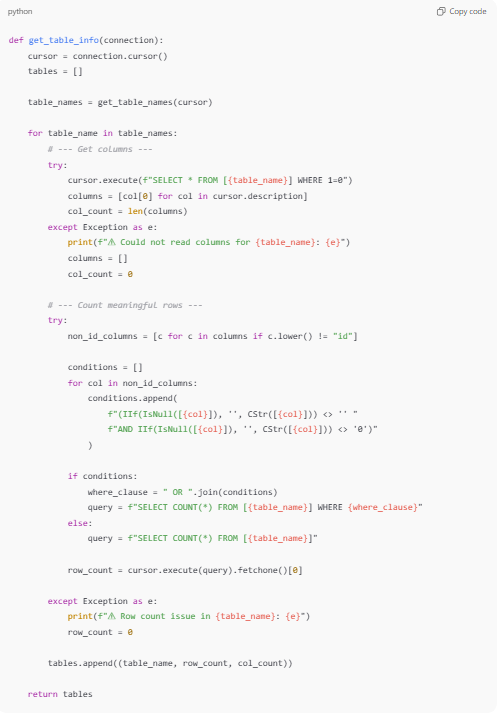 python
Copy code
def get_table_info(connection):
    cursor = connection.cursor()
    tables = []

    table_names = get_table_names(cursor)

    for table_name in table_names:
        # --- Get columns ---
        try:
            cursor.execute(f"SELECT * FROM [{table_name}] WHERE 1=0")
            columns = [col[0] for col in cursor.description]
            col_count = len(columns)
        except Exception as e:
            print(f"⚠ Could not read columns for {table_name}: {e}")
            columns = []
            col_count = 0

        # --- Count meaningful rows ---
        try:
            non_id_columns = [c for c in columns if c.lower() != "id"]

            conditions = []
            for col in non_id_columns:
                conditions.append(
                    f"(IIf(IsNull([{col}]), '', CStr([{col}])) <> '' "
                    f"AND IIf(IsNull([{col}]), '', CStr([{col}])) <> '0')"
                )

            if conditions:
                where_clause = " OR ".join(conditions)
                query = f"SELECT COUNT(*) FROM [{table_name}] WHERE {where_clause}"
            else:
                query = f"SELECT COUNT(*) FROM [{table_name}]"

            row_count = cursor.execute(query).fetchone()[0]

        except Exception as e:
            print(f"⚠ Row count issue in {table_name}: {e}")
            row_count = 0

        tables.append((table_name, row_count, col_count))

    return tables